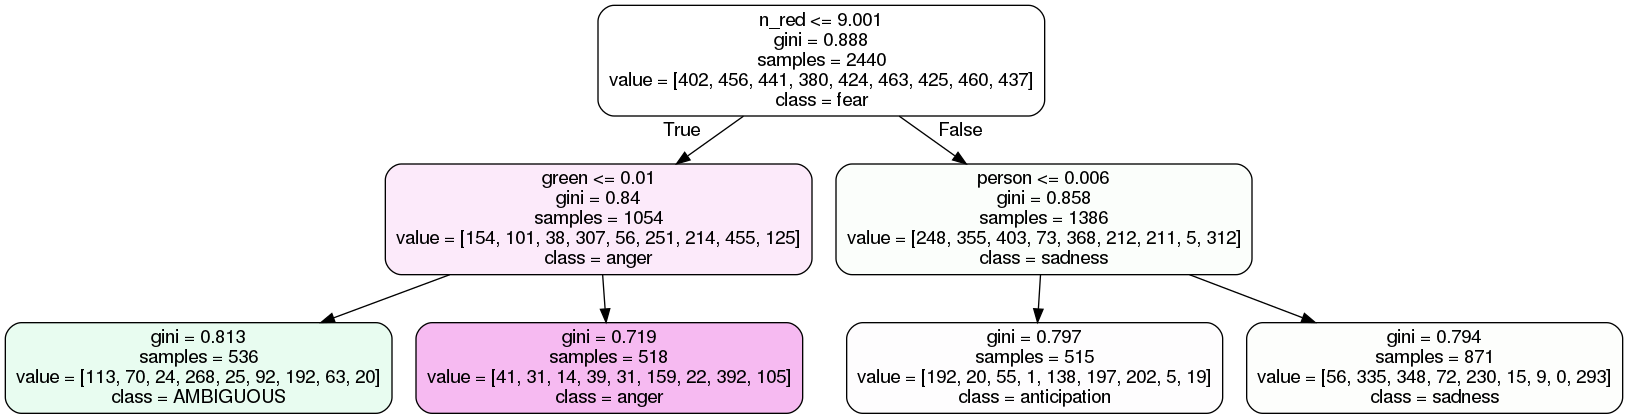 n_red <= 9.001
gini = 0.888
samples = 2440
value = [402, 456, 441, 380, 424, 463, 425, 460, 437]
class = fear
True
False
green <= 0.01
gini = 0.84
samples = 1054
value = [154, 101, 38, 307, 56, 251, 214, 455, 125]
class = anger
person <= 0.006
gini = 0.858
samples = 1386
value = [248, 355, 403, 73, 368, 212, 211, 5, 312]
class = sadness
gini = 0.813
samples = 536
value = [113, 70, 24, 268, 25, 92, 192, 63, 20]
class = AMBIGUOUS
gini = 0.719
samples = 518
value = [41, 31, 14, 39, 31, 159, 22, 392, 105]
class = anger
gini = 0.797
samples = 515
value = [192, 20, 55, 1, 138, 197, 202, 5, 19]
class = anticipation
gini = 0.794
samples = 871
value = [56, 335, 348, 72, 230, 15, 9, 0, 293]
class = sadness